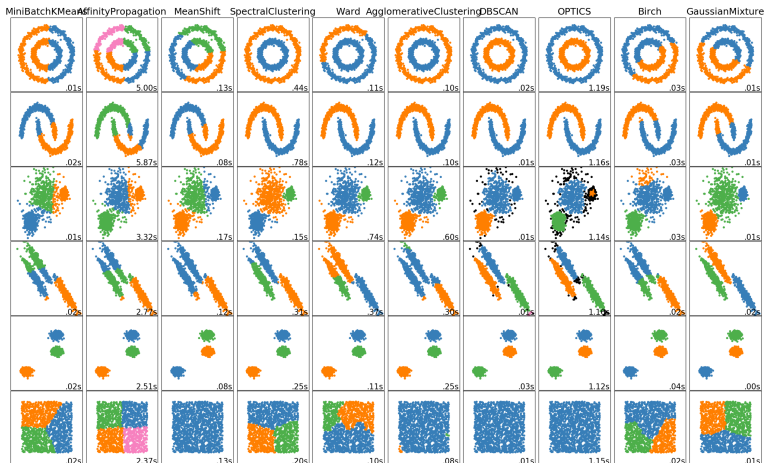 MiniBatchKMeans AffinityPropagation MeanShift SpectralClustering Ward AgglomerativeClustering DBSCAN OPTICS Birch GaussianMixture
.01s 5.00s .13s .44s .11s .10s .02s 1.19s .03s .01s
.02s 5.87s .08s .78s .12s .10s .01s 1.16s .03s .01s
.01s 3.32s .17s .15s .74s .60s .01s 1.14s .03s .01s
.02s 2.77s .12s .31s .37s .30s .01s .02s .02s
.02s 2.51s .08s .25s .11s .25s .03s 1.12s .04s .00s
.02s 2.37s .13s .20s .10s .08s .01s 1.15s .02s .01s